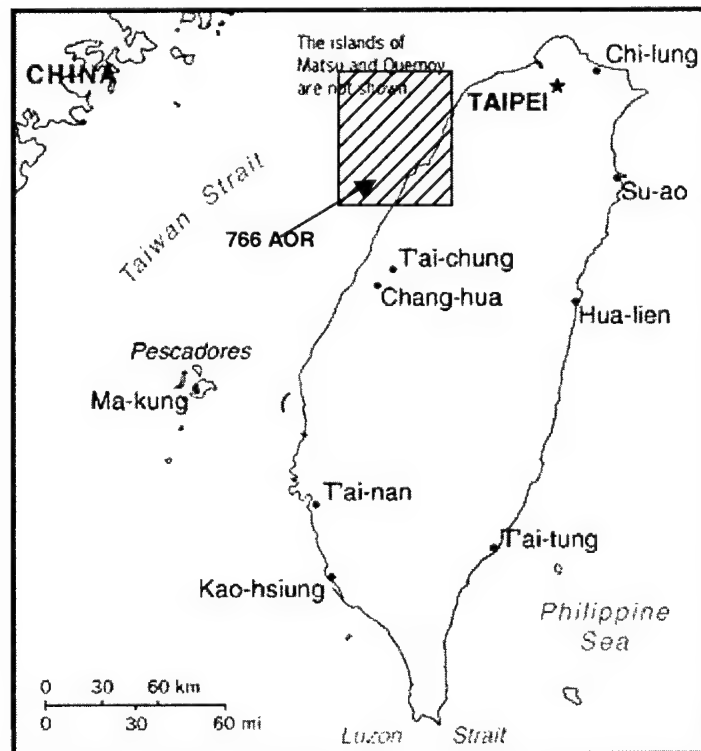 The islands of
Matsu and Quemoy
are not shown
CHINA
Chi-lung
TAIPEI
Taiwan Strait
Su-ao
766 AOR
T'ai-chung
Chang-hua
Hua-lien
Pescadores
Ma-kung
T'ai-nan
T'ai-tung
Kao-hsiung
Philippine
Sea
0 30 60 km
0 30 60 mi
Luzon Strait